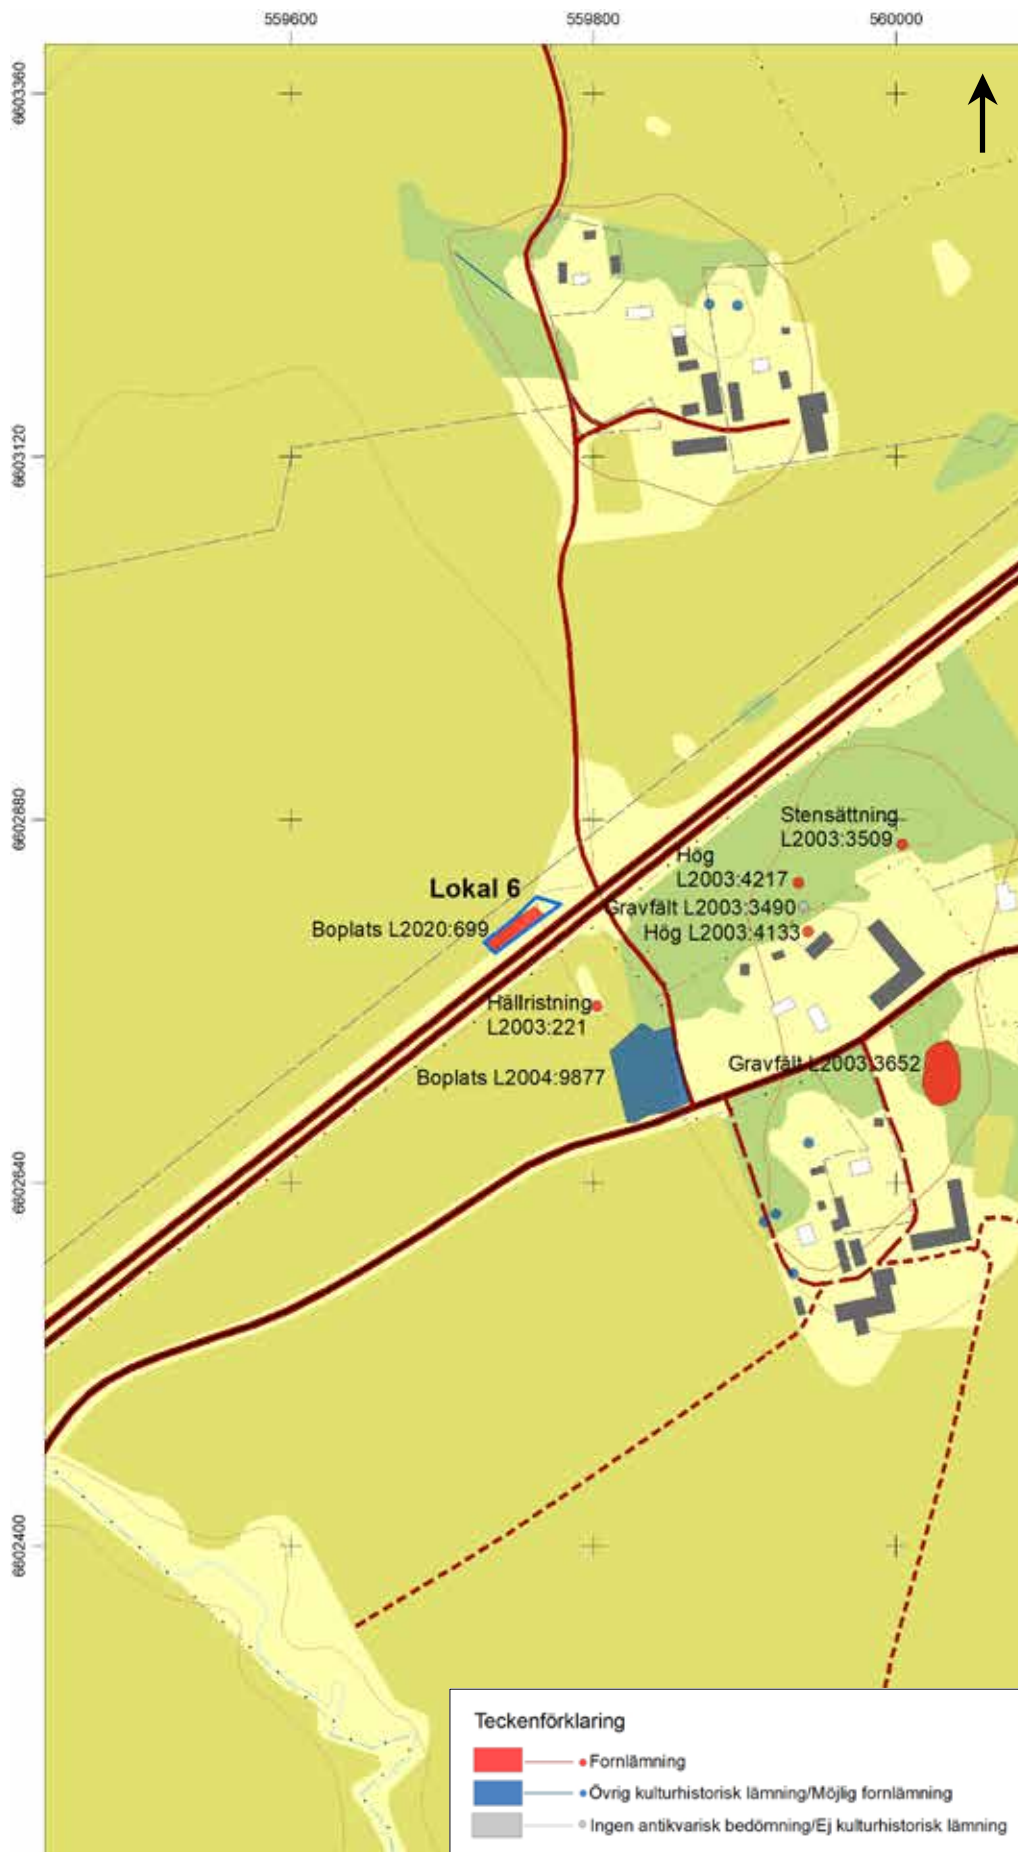 559600
559800
560000
6603360
6603120
6602880
6602640
6602400
Stensättning
L2003:3509
Hög
L2003:4217
Lokal 6
Gravfält L2003:3490
Boplats L2020:699
Hög L2003:4133
Hällristning
L2003:221
Gravfält L2003:3652
Boplats L2004:9877
Teckenförklaring
Fornlämning
Övrig kulturhistorisk lämning/Möjlig fornlämning
Ingen antikvarisk bedömning/Ej kulturhistorisk lämning